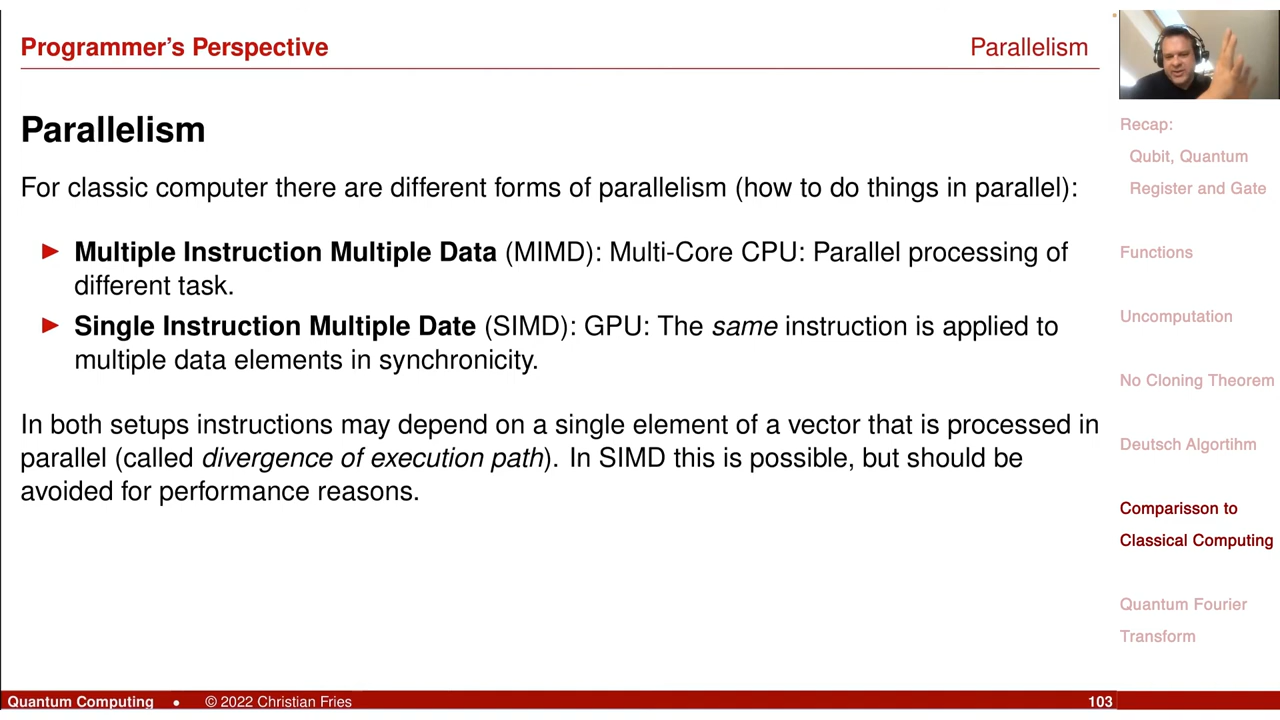 Programmer's Perspective
Parallelism
Parallelism
For classic computer there are different forms of parallelism (how to do things in parallel):
Multiple Instruction Multiple Data (MIMD): Multi-Core CPU: Parallel processing of
different task.
Single Instruction Multiple Date (SIMD): GPU: The same instruction is applied to
multiple data elements in synchronicity.
In both setups instructions may depend on a single element of a vector that is processed in
parallel (called divergence of execution path). In SIMD this is possible, but should be
avoided for performance reasons.
Recap:
Qubit, Quantum
Register and Gate
Functions
Uncomputation
No Cloning Theorem
Deutsch Algortihm
Comparisson to
Classical Computing
Quantum Fourier
Transform
Quantum Computing • © 2022 Christian Fries
103